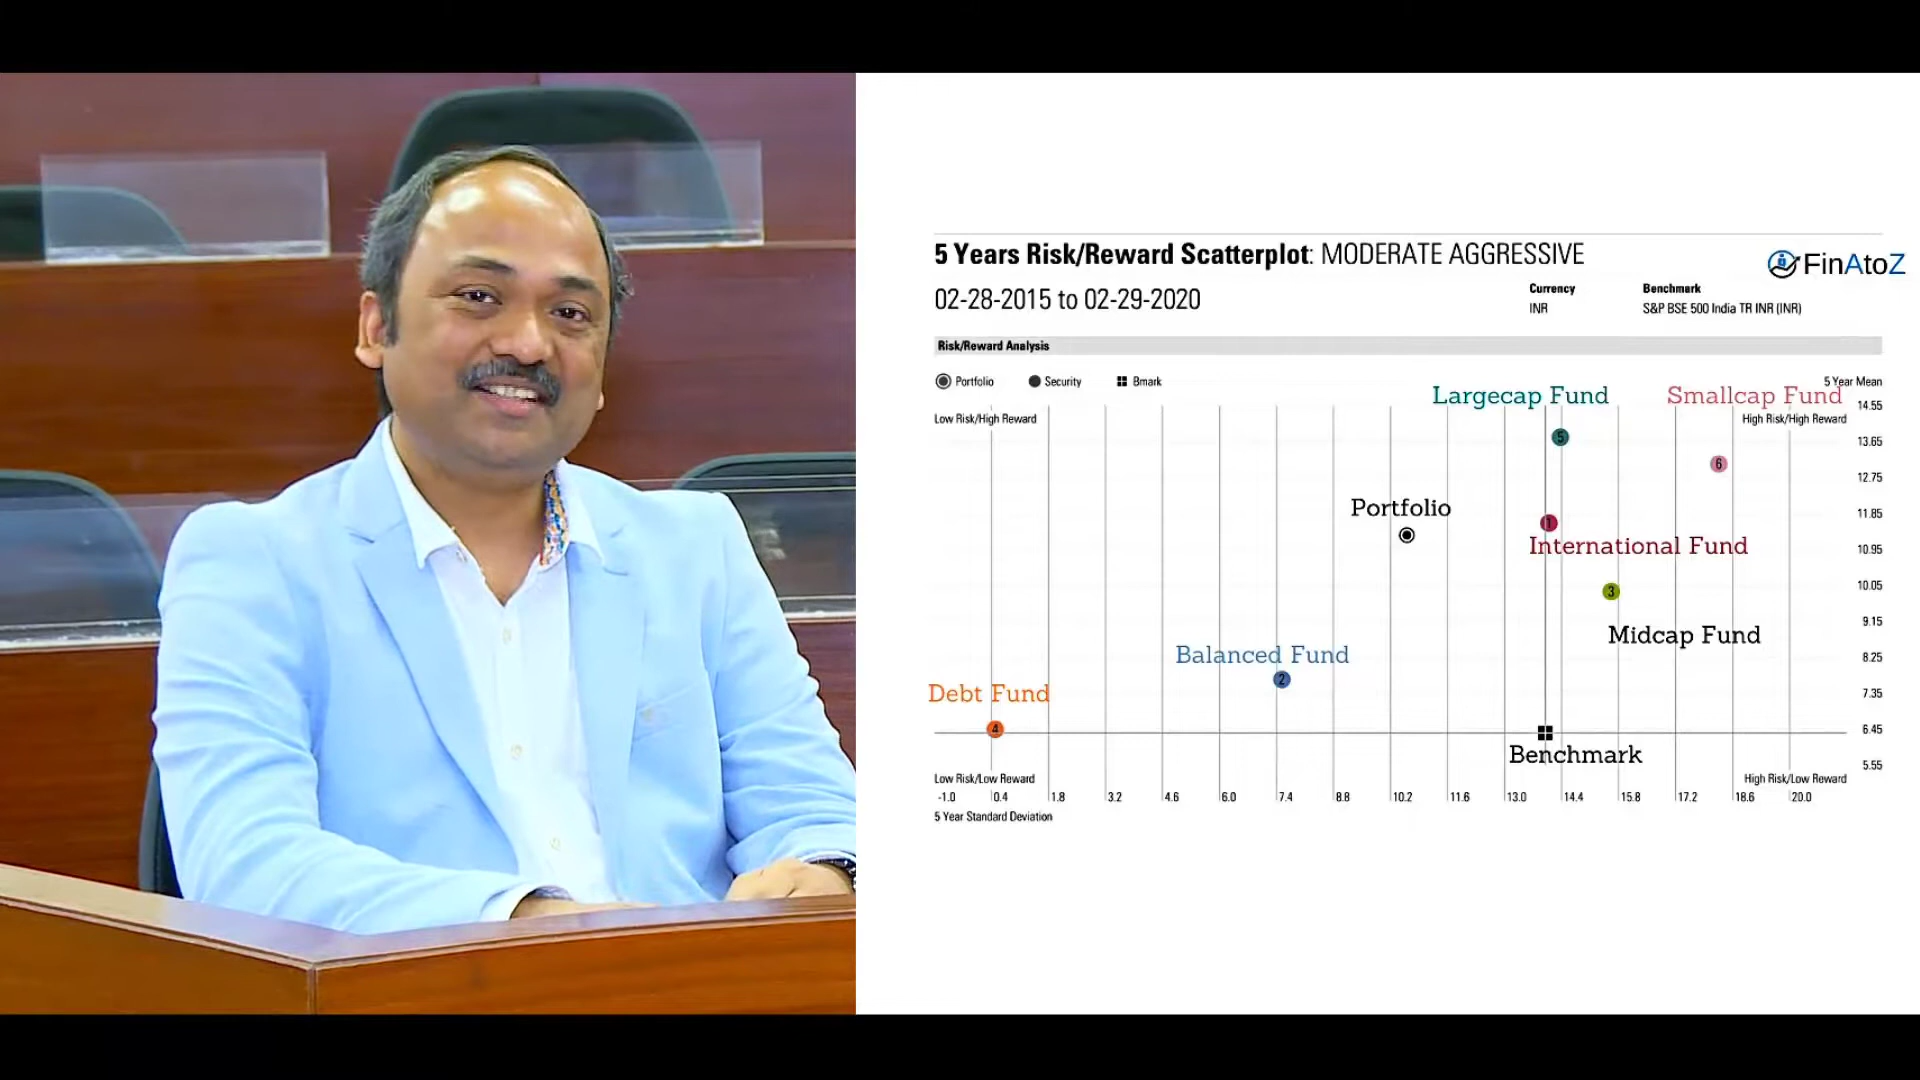 5 Years Risk/Reward Scatterplot: MODERATE AGGRESSIVE
FinAtoZ
02-28-2015 to 02-29-2020
Currency
INR
Benchmark
S&P BSE 500 India TR INR (INR)
Risk/Reward Analysis
Portfolio Security Bmark
5 Year Mean
Largecap Fund
Smallcap Fund
14.55
Low Risk/High Reward
High Risk/High Reward
5
13.65
6
12.75
Portfolio
11.85
1
International Fund
10.95
3
10.05
9.15
Midcap Fund
Balanced Fund
8.25
2
Debt Fund
7.35
4
6.45
Benchmark
5.55
Low Risk/Low Reward
High Risk/Low Reward
-1.0 0.4 1.8 3.2 4.6 6.0 7.4 8.8 10.2 11.6 13.0 14.4 15.8 17.2 18.6 20.0
5 Year Standard Deviation